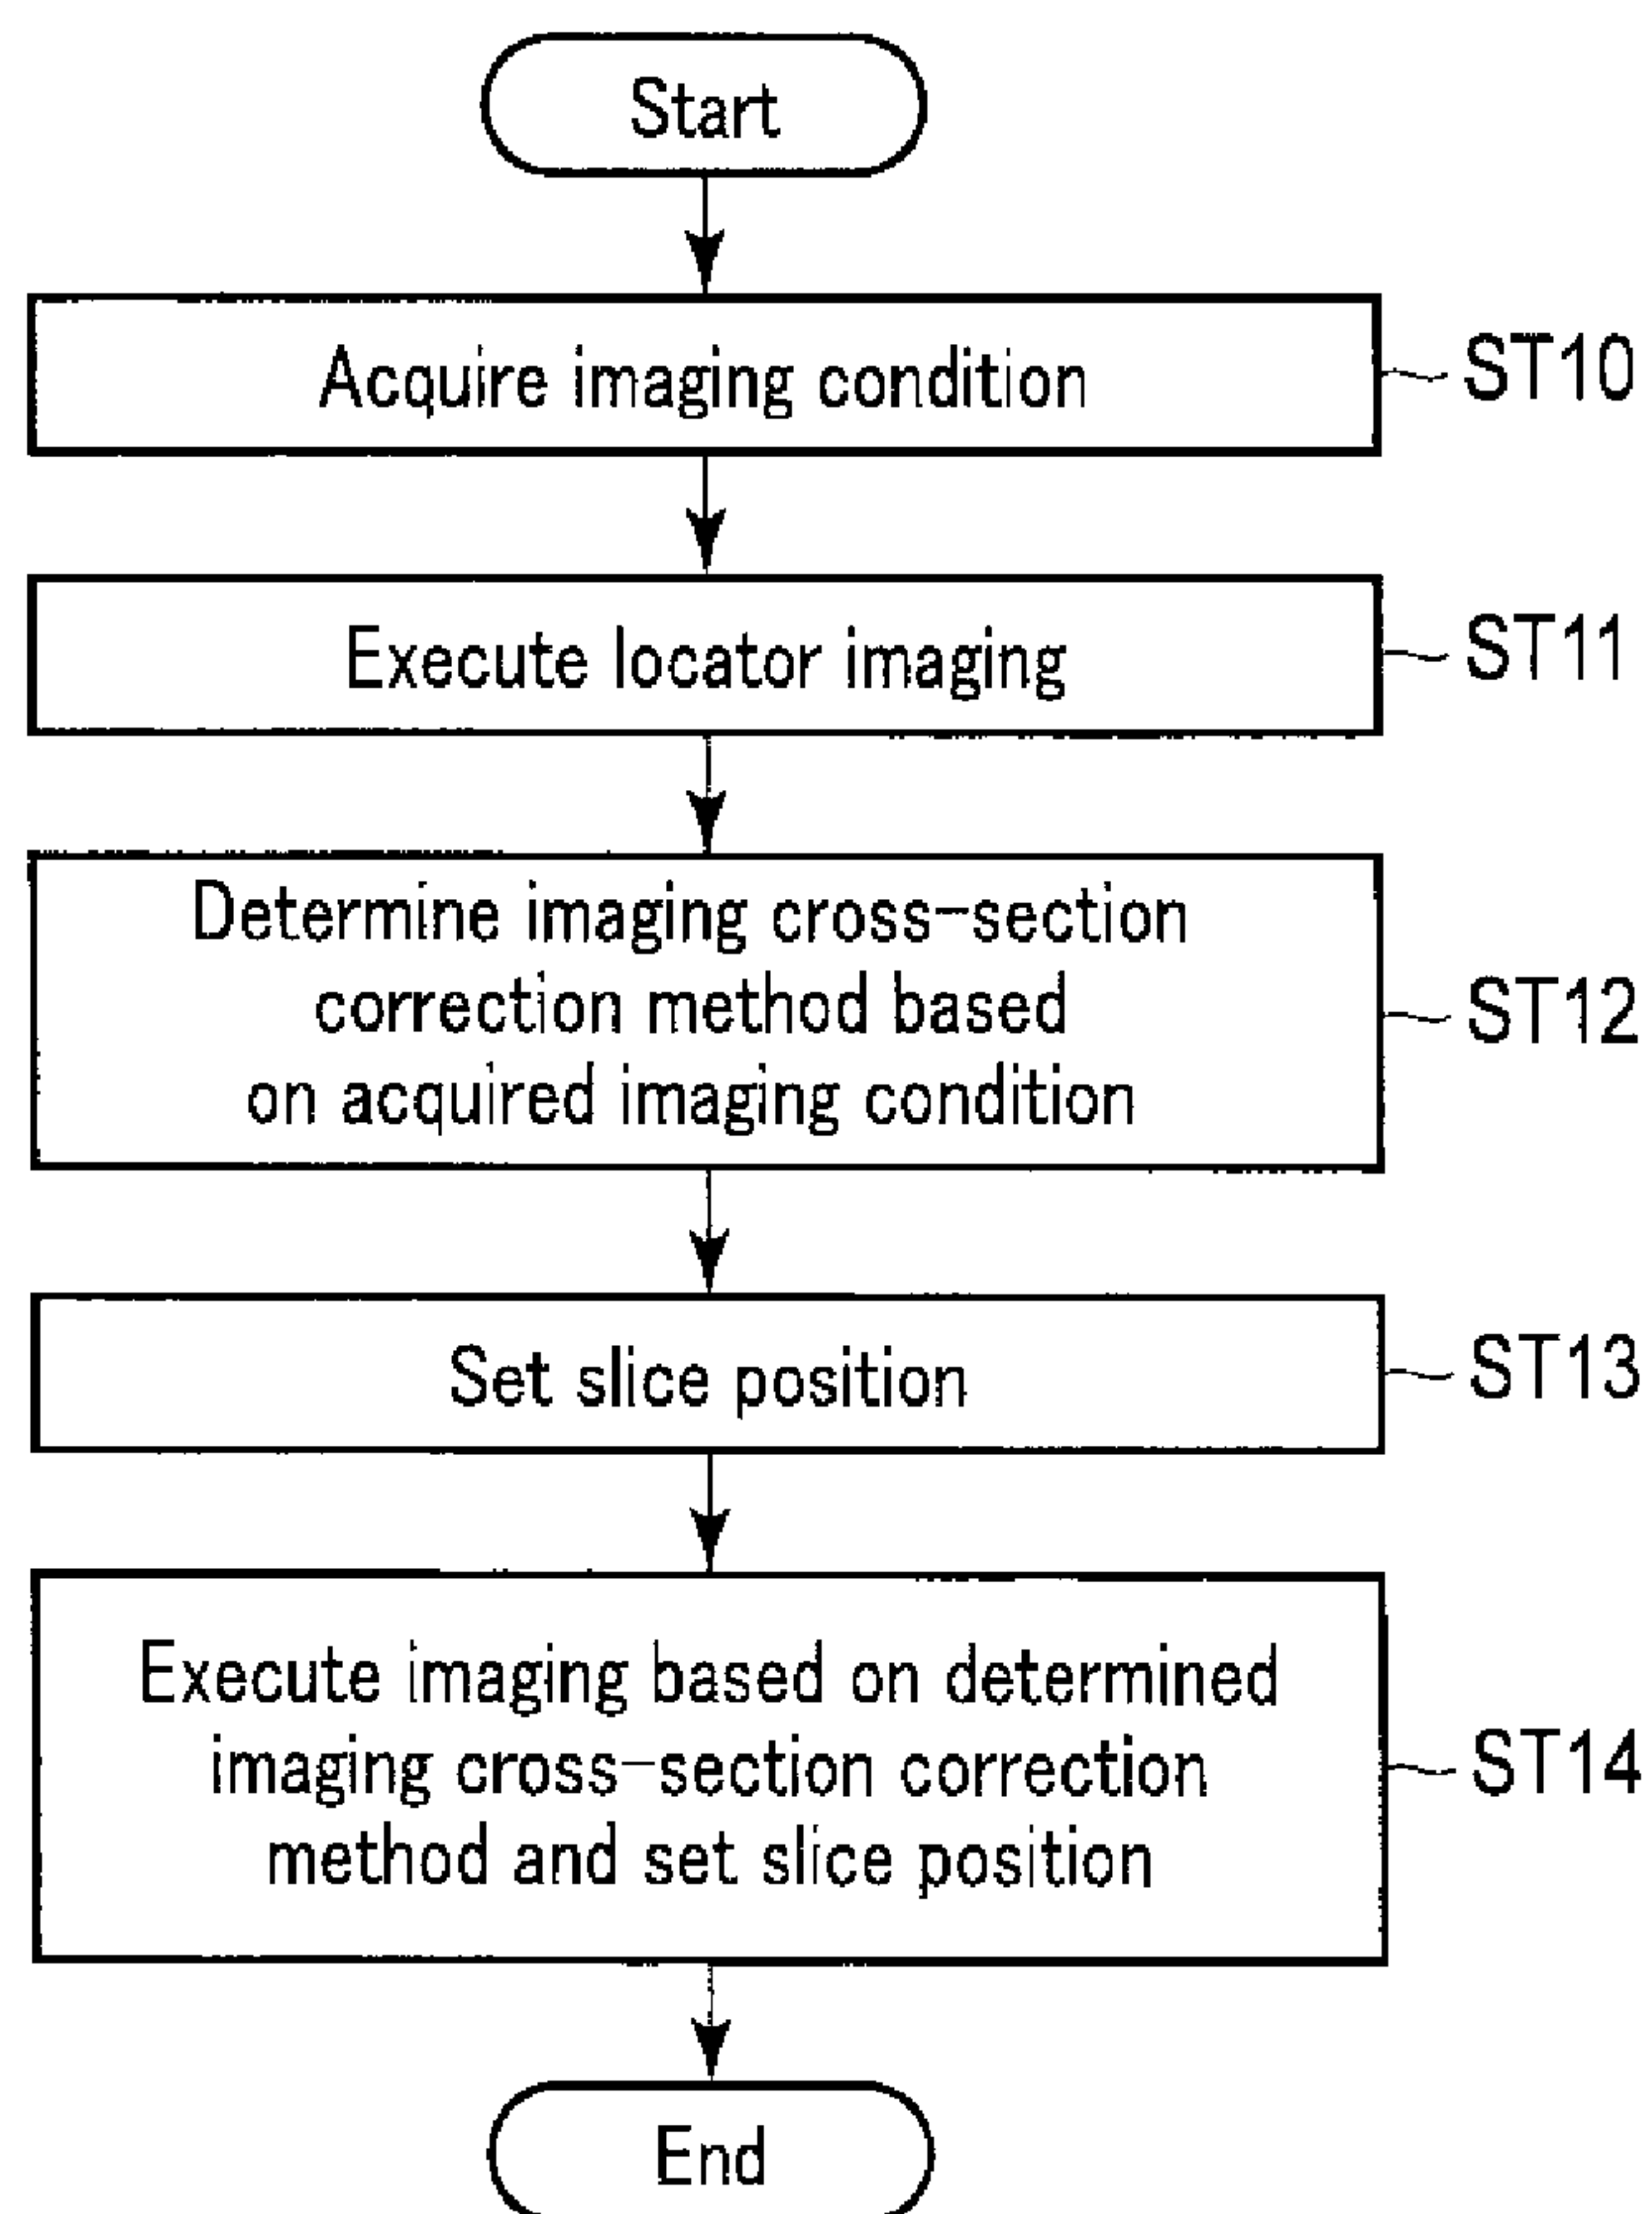 Start
Acquire imaging condition
ST10
Execute locator imaging
ST11
Determine imaging cross-section
correction method based
on acquired imaging condition
ST12
Set slice position
ST13
Execute imaging based on determined
imaging cross-section correction
method and set slice position
ST14
End